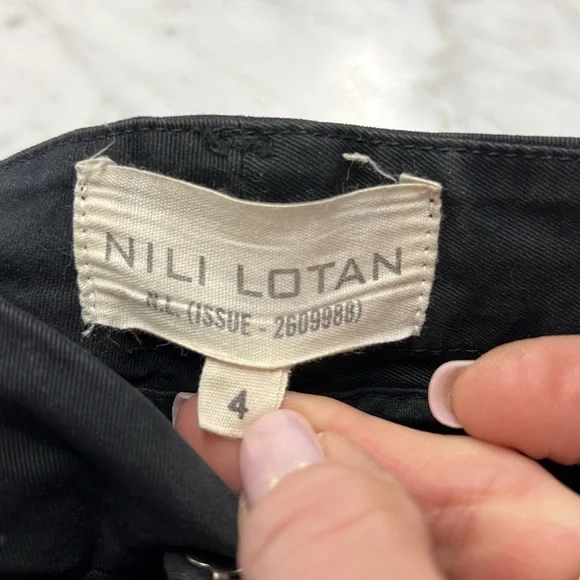 NILI LOTAN
N.L. (ISSUE - 2609988)
4